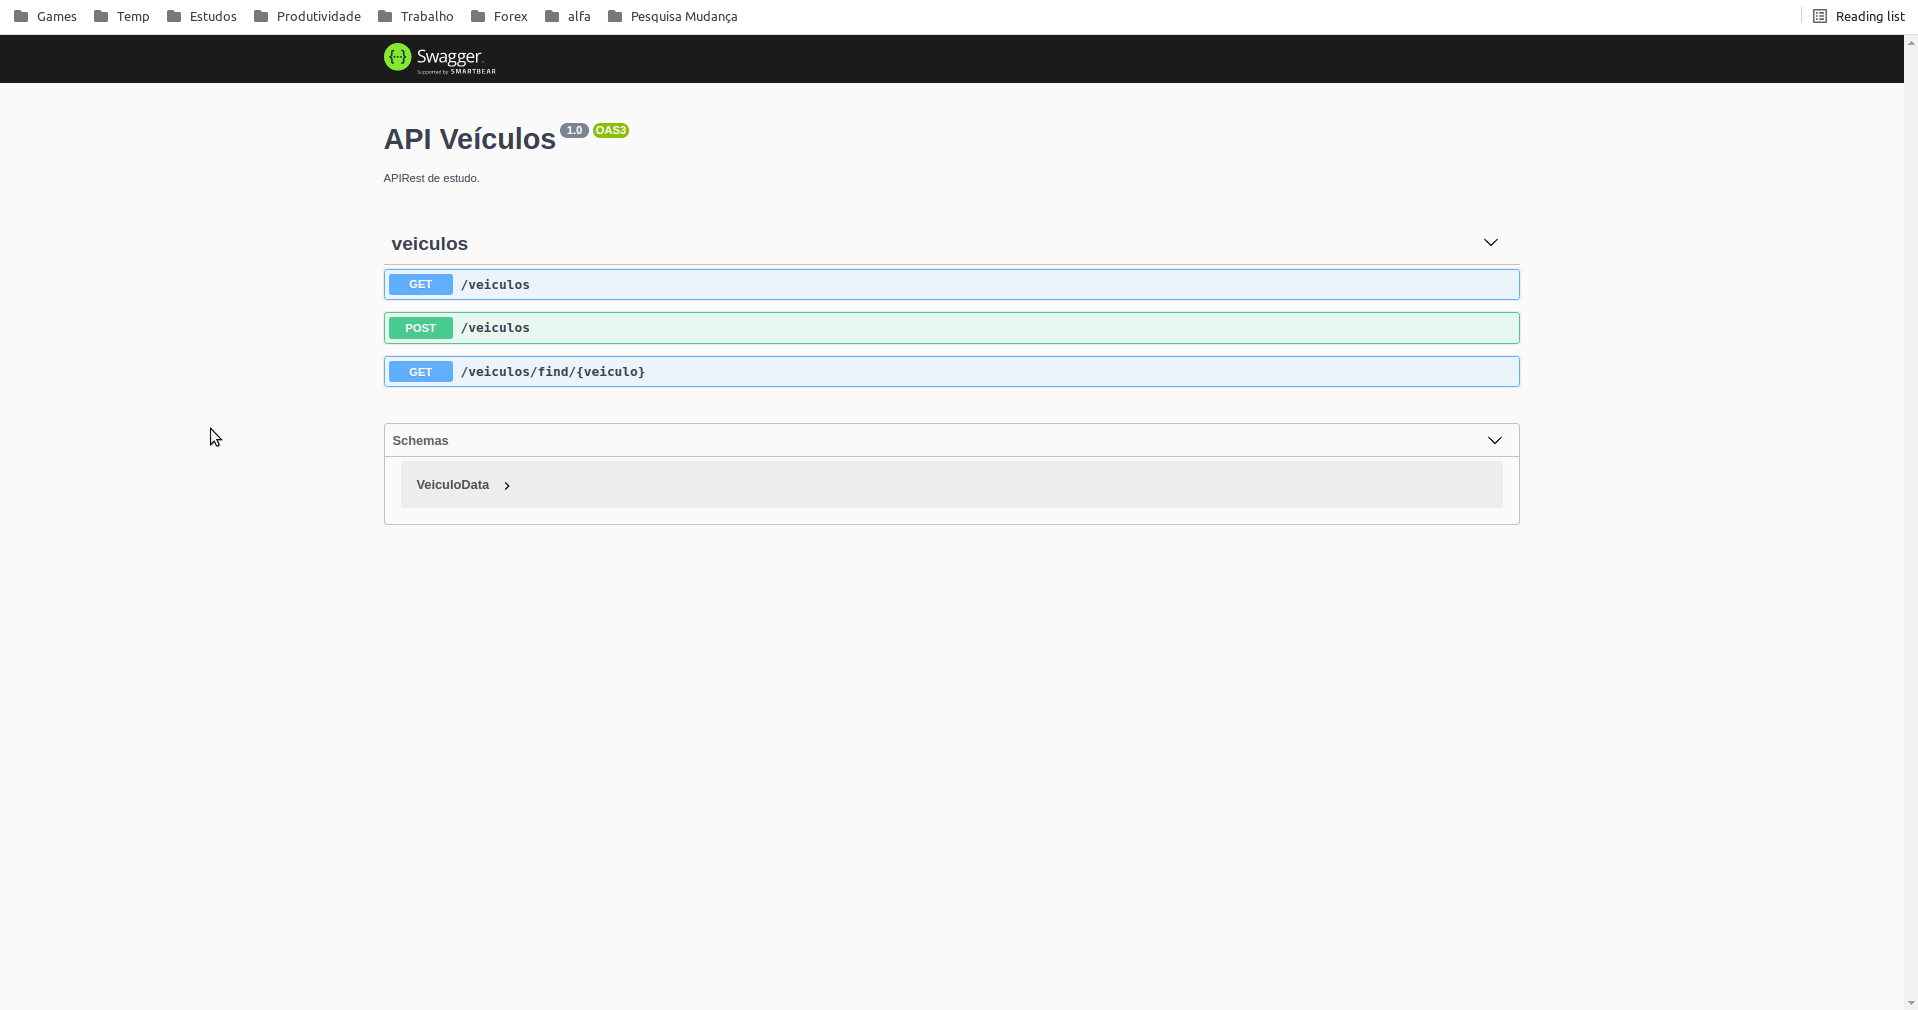 Games Temp Estudos Produtividade Trabalho Forex alfa Pesquisa Mudança Reading list
Swagger.
Supported by SMARTBEAR
API Veículos 1.0 OAS3
APIRest de estudo.
veiculos
GET /veiculos
POST /veiculos
GET /veiculos/find/{veiculo}
Schemas
VeiculoData